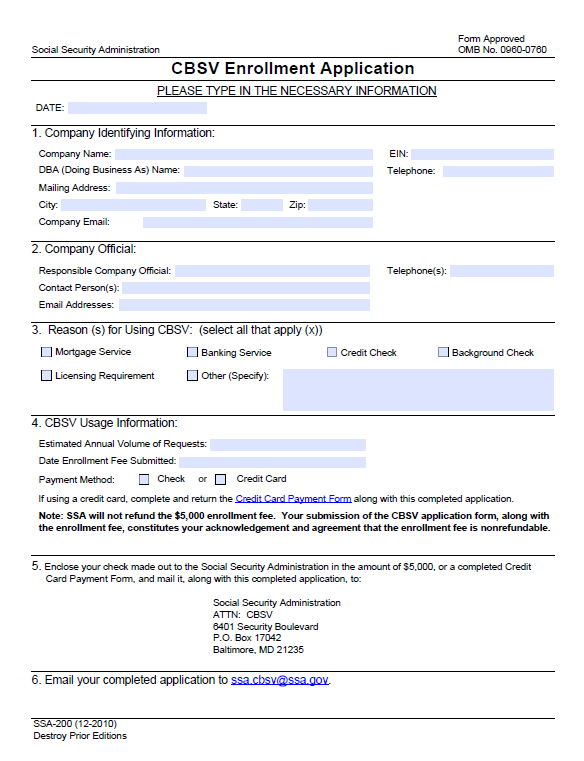 Form Approved
Social Security Administration OMB No. 0960-0760
CBSV Enrollment Application
PLEASE TYPE IN THE NECESSARY INFORMATION
DATE:
1. Company Identifying Information:
Company Name: EIN:
DBA (Doing Business As) Name: Telephone:
Mailing Address:
City: State: Zip:
Company Email:
2. Company Official:
Responsible Company Official: Telephone(s):
Contact Person(s):
Email Addresses:
3. Reason (s) for Using CBSV: (select all that apply (x))
Mortgage Service Banking Service Credit Check Background Check
Licensing Requirement Other (Specify):
4. CBSV Usage Information:
Estimated Annual Volume of Requests:
Date Enrollment Fee Submitted:
Payment Method: Check or Credit Card
If using a credit card, complete and return the Credit Card Payment Form along with this completed application.
Note: SSA will not refund the $5,000 enrollment fee. Your submission of the CBSV application form, along with
the enrollment fee, constitutes your acknowledgement and agreement that the enrollment fee is nonrefundable.
5. Enclose your check made out to the Social Security Administration in the amount of $5,000, or a completed Credit
Card Payment Form, and mail it, along with this completed application, to:
Social Security Administration
ATTN: CBSV
6401 Security Boulevard
P.O. Box 17042
Baltimore, MD 21235
6. Email your completed application to ssa.cbsv@ssa.gov.
SSA-200 (12-2010)
Destroy Prior Editions